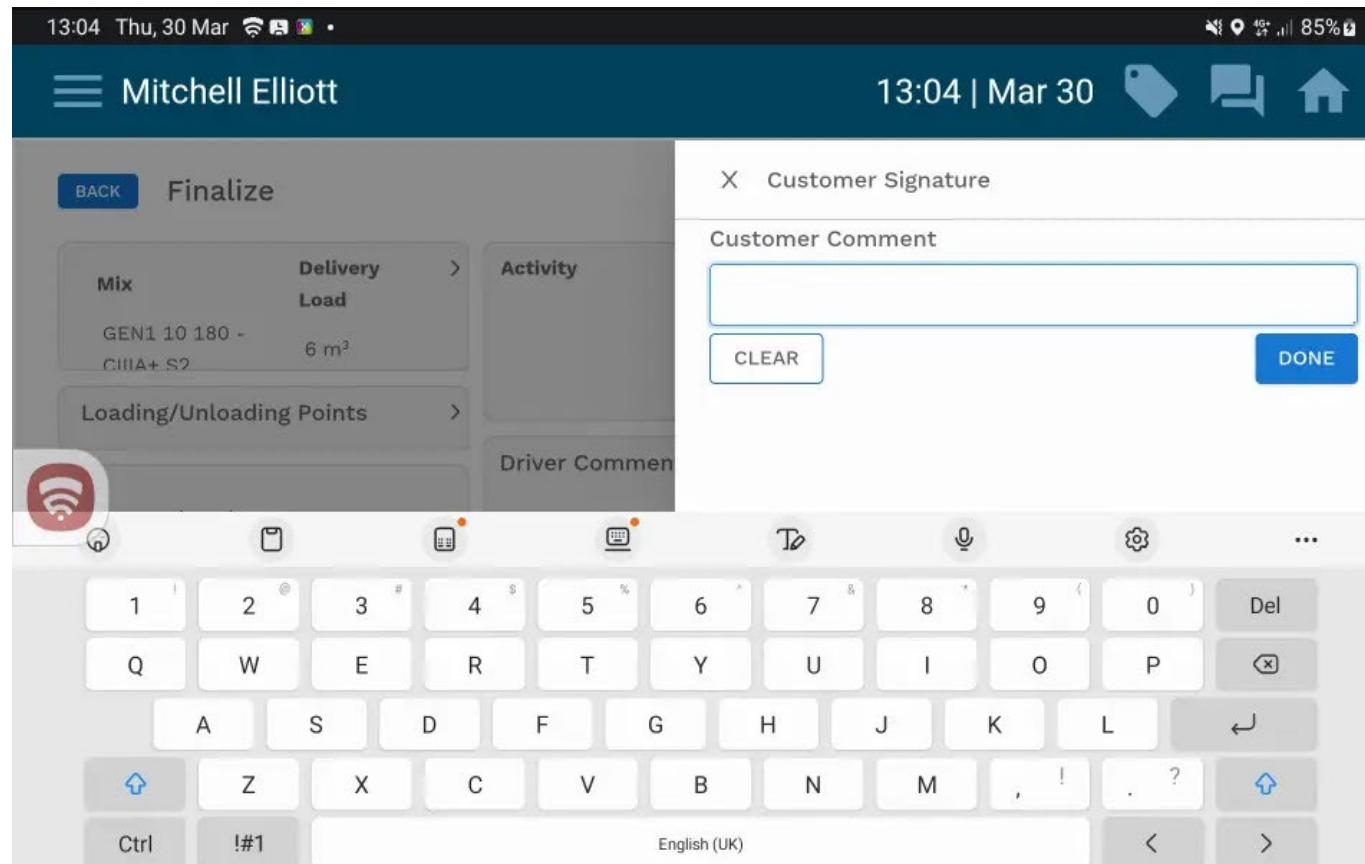 13:04 Thu, 30 Mar
4G+ 85%
Mitchell Elliott
13:04 | Mar 30
BACK
Finalize
X Customer Signature
Customer Comment
Mix
Delivery Load
Activity
GEN1 10 180 -
CIIIA+ S2
6 m³
CLEAR
DONE
Loading/Unloading Points
Driver Commen
1 ! 2 @ 3 # 4 $ 5 % 6 ^ 7 & 8 * 9 ( 0 ) Del
Q W E R T Y U I O P
A S D F G H J K L
Z X C V B N M , ! . ?
Ctrl !#1 English (UK) < >